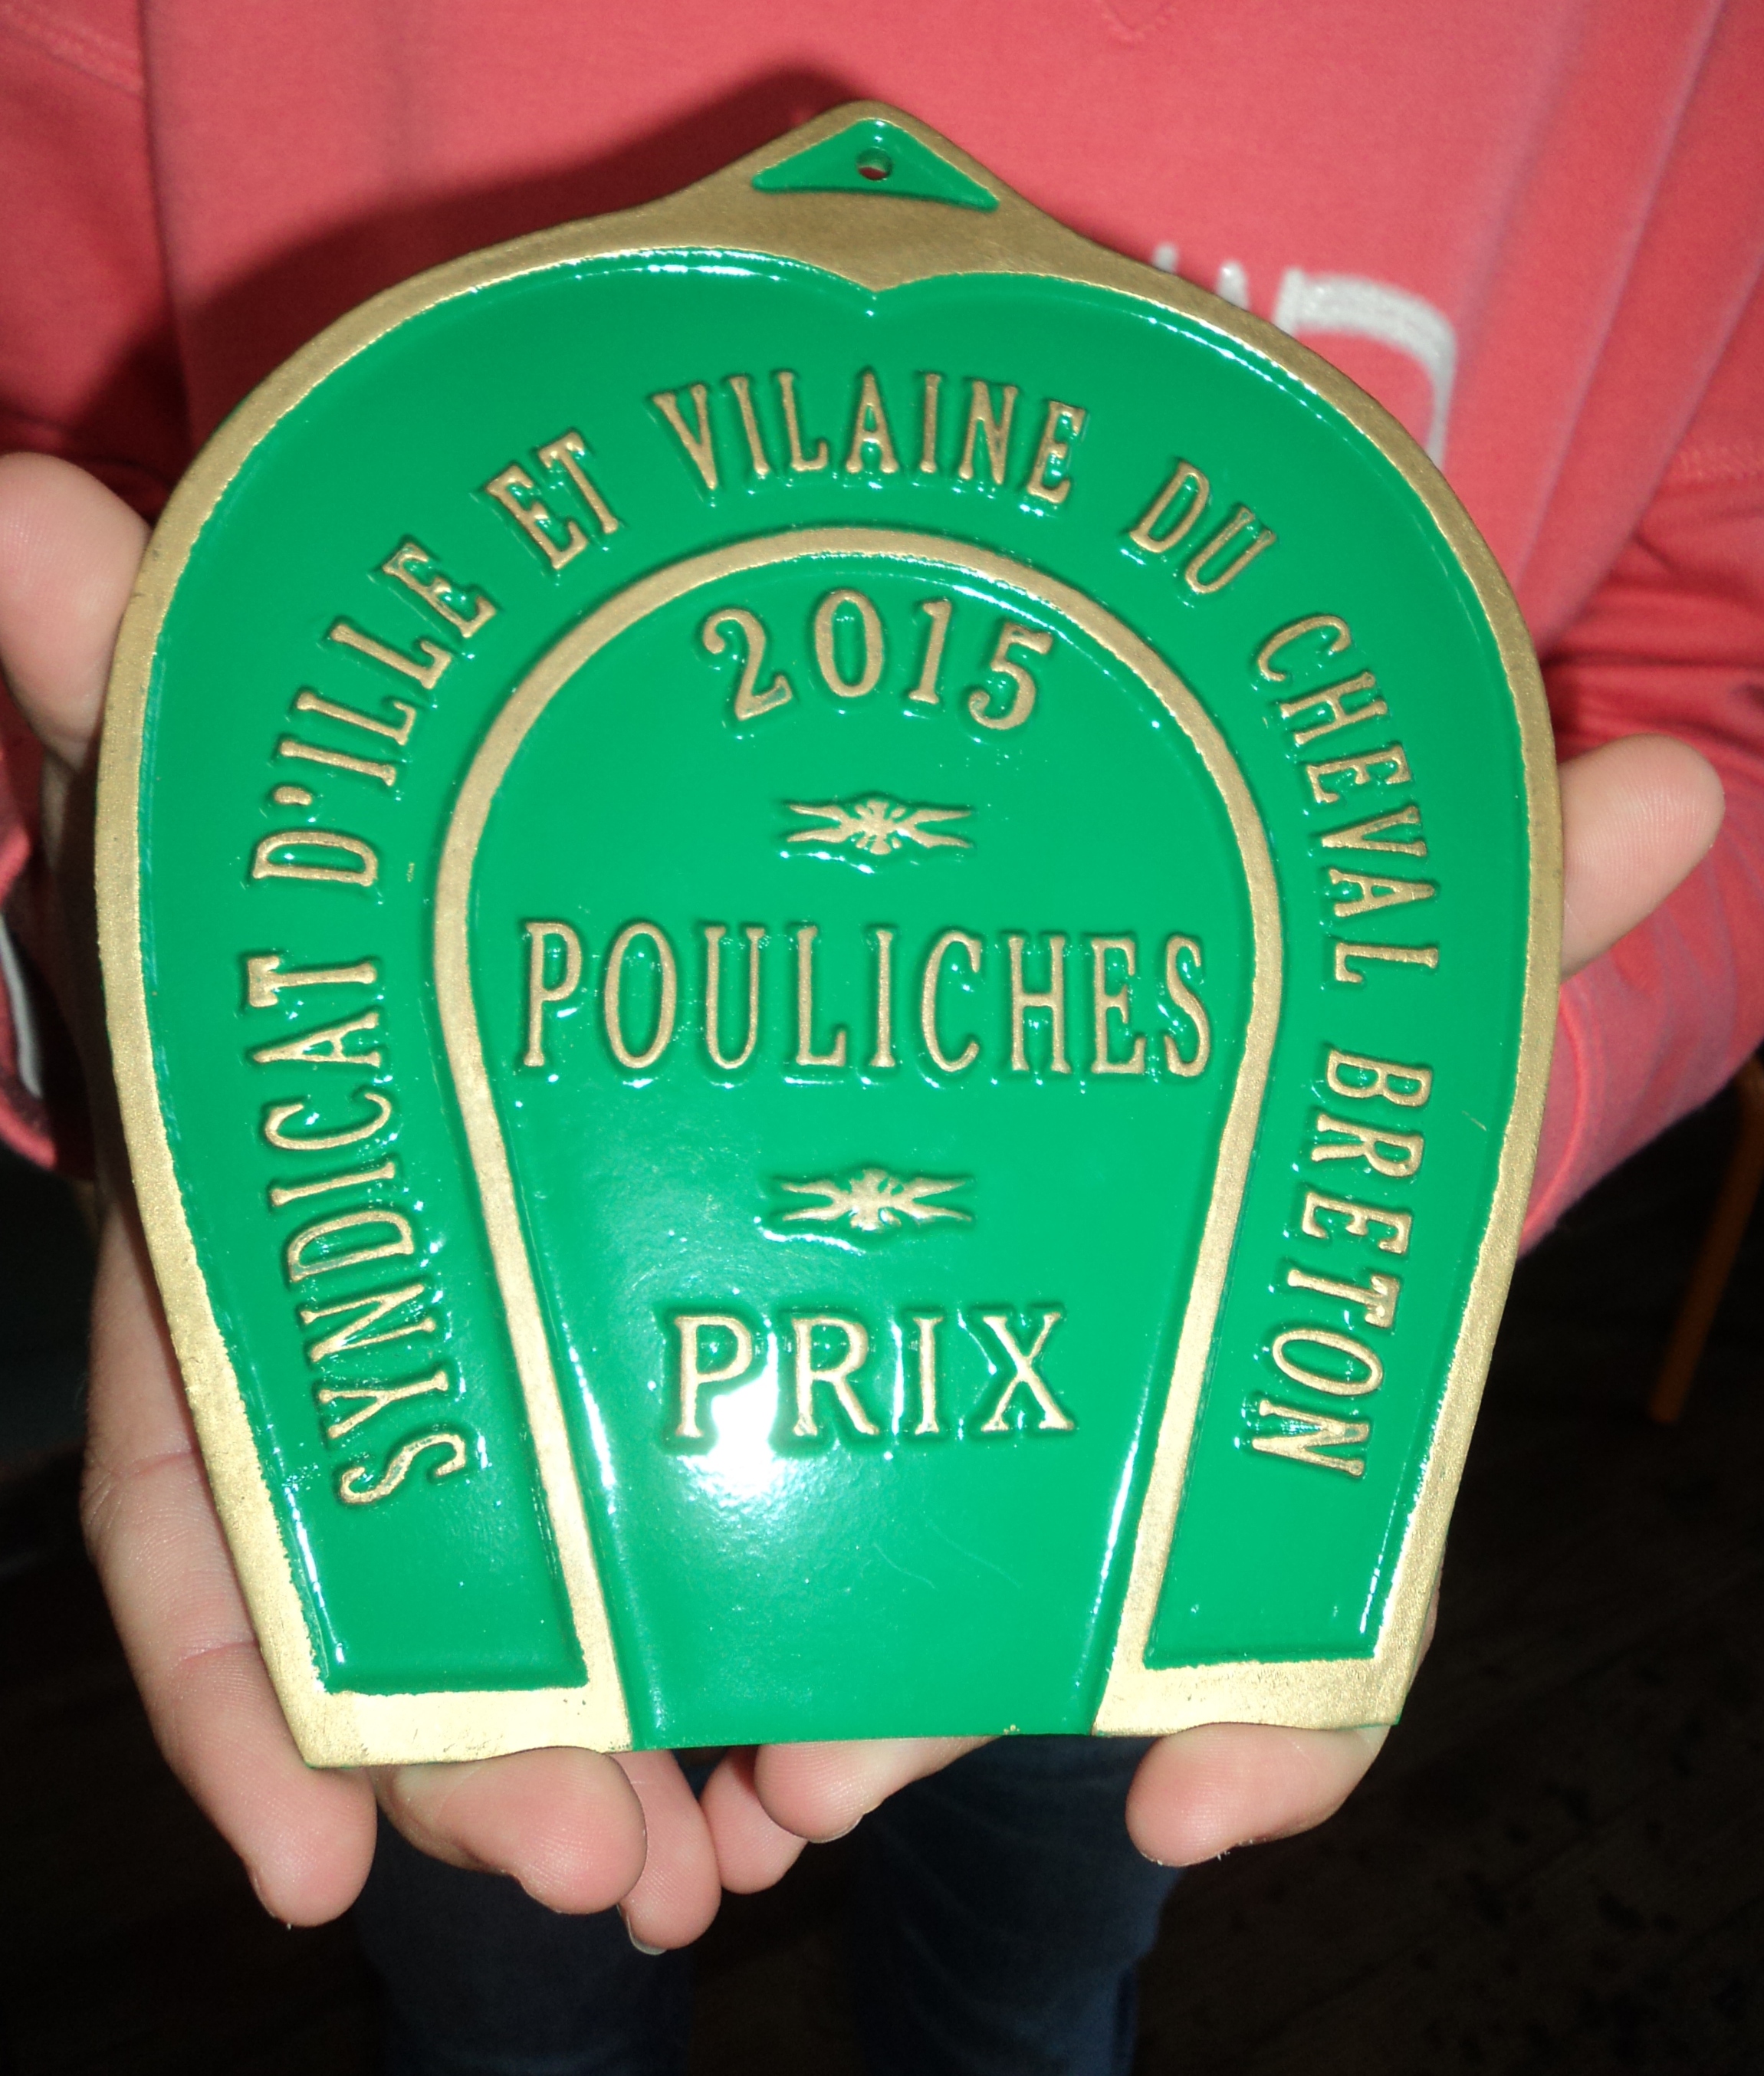 SYNDICAT D'ILLE ET VILAINE DU CHEVAL BRETON
2015
POULICHES
PRIX